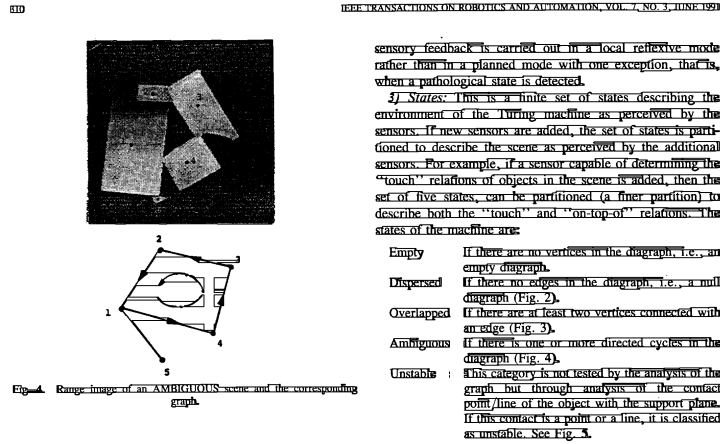 310
IEEE TRANSACTIONS ON ROBOTICS AND AUTOMATION, VOL. 7, NO. 3, JUNE 1991
2
3
1
4
5
Fig. 4. Range image of an AMBIGUOUS scene and the corresponding
graph.
sensory feedback is carried out in a local reflexive mode
rather than in a planned mode with one exception, that is,
when a pathological state is detected.
3) States: This is a finite set of states describing the
environment of the Turing machine as perceived by the
sensors. If new sensors are added, the set of states is parti-
tioned to describe the scene as perceived by the additional
sensors. For example, if a sensor capable of determining the
"touch" relations of objects in the scene is added, then the
set of five states, can be partitioned (a finer partition) to
describe both the "touch" and "on-top-of" relations. The
states of the machine are:
Empty If there are no vertices in the diagraph, i.e., an
empty diagraph.
Dispersed If there no edges in the diagraph, i.e., a null
diagraph (Fig. 2).
Overlapped If there are at least two vertices connected with
an edge (Fig. 3).
Ambiguous If there is one or more directed cycles in the
diagraph (Fig. 4).
Unstable : This category is not tested by the analysis of the
graph but through analysis of the contact
point/line of the object with the support plane.
If this contact is a point or a line, it is classified
as unstable. See Fig. 5.